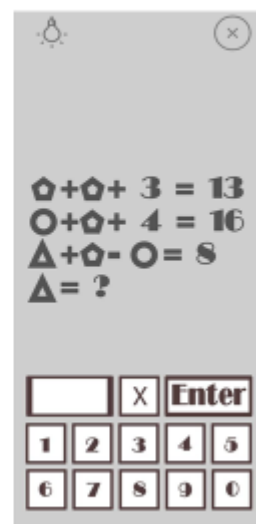 ⬠+⬠+ 3 = 13
○+⬠+ 4 = 16
△+⬠- ○= 8
△= ?
X Enter
1 2 3 4 5
6 7 8 9 0